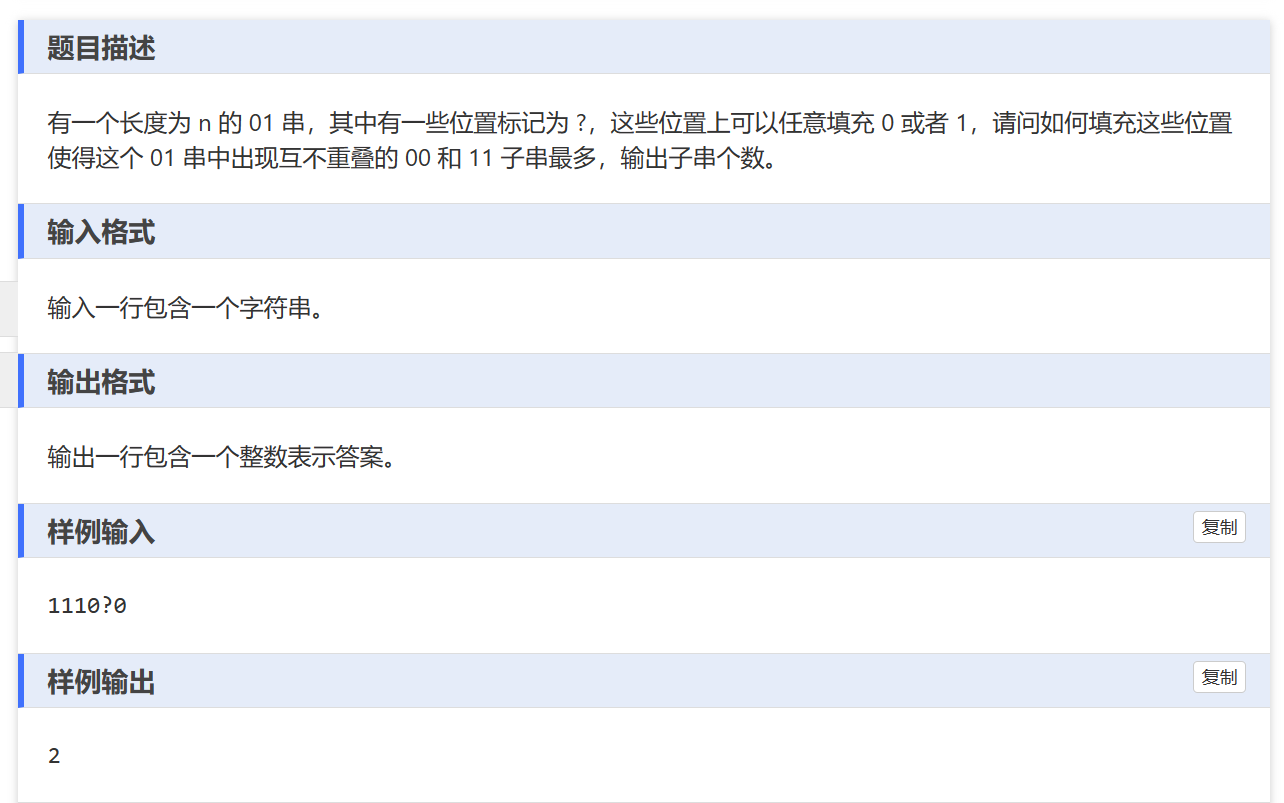 题目描述
有一个长度为 n 的 01 串，其中有一些位置标记为 ?，这些位置上可以任意填充 0 或者 1，请问如何填充这些位置
使得这个 01 串中出现互不重叠的 00 和 11 子串最多，输出子串个数。
输入格式
输入一行包含一个字符串。
输出格式
输出一行包含一个整数表示答案。
样例输入
复制
1110?0
样例输出
复制
2